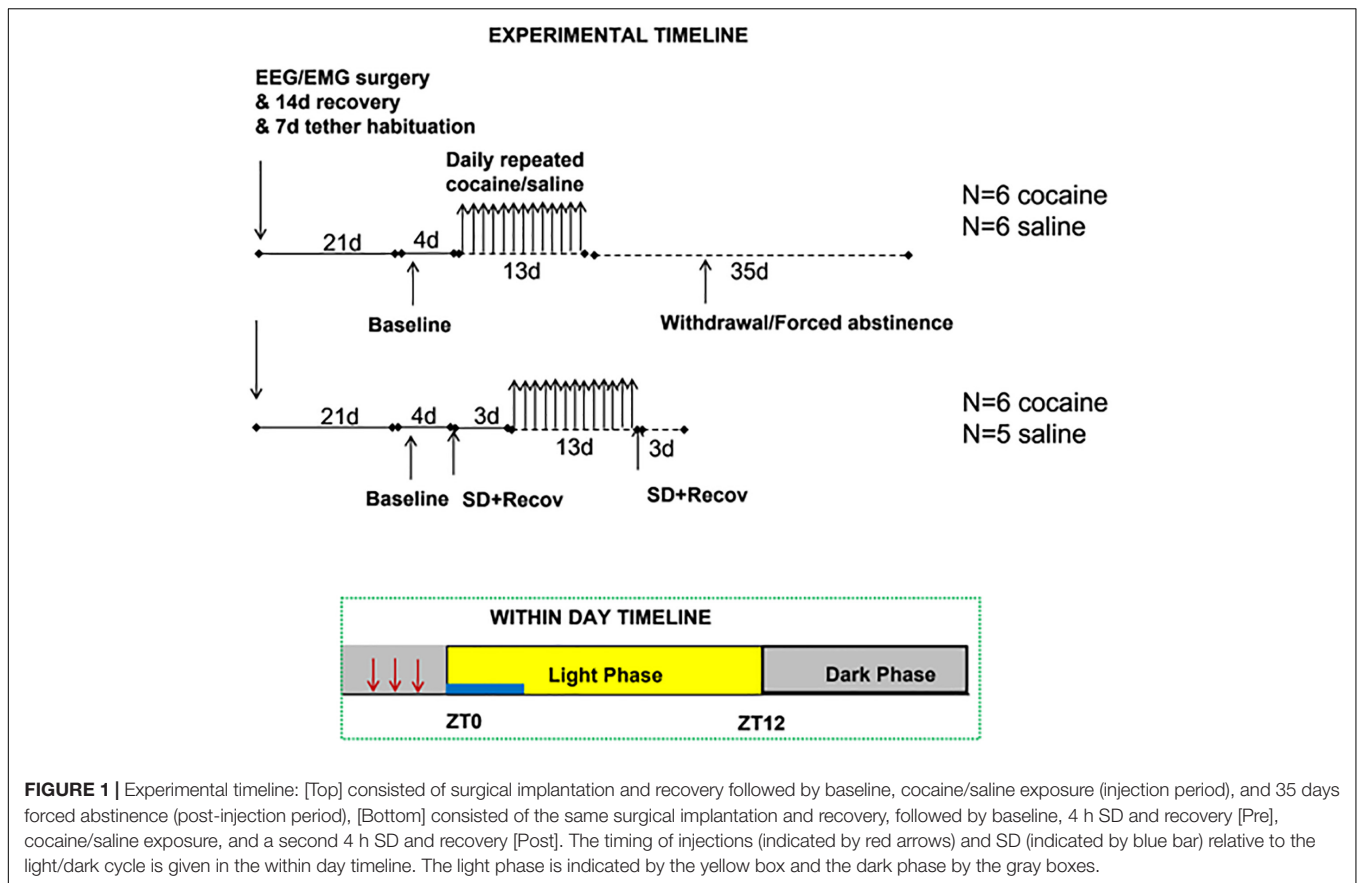 EXPERIMENTAL TIMELINE
EEG/EMG surgery
& 14d recovery
& 7d tether habituation
Daily repeated
cocaine/saline
N=6 cocaine
N=6 saline
21d
4d
13d
35d
Baseline
Withdrawal/Forced abstinence
N=6 cocaine
N=5 saline
21d
4d
3d
13d
3d
Baseline
SD+Recov
SD+Recov
WITHIN DAY TIMELINE
Light Phase
Dark Phase
ZT0
ZT12
FIGURE 1 | Experimental timeline: [Top] consisted of surgical implantation and recovery followed by baseline, cocaine/saline exposure (injection period), and 35 days
forced abstinence (post-injection period), [Bottom] consisted of the same surgical implantation and recovery, followed by baseline, 4 h SD and recovery [Pre],
cocaine/saline exposure, and a second 4 h SD and recovery [Post]. The timing of injections (indicated by red arrows) and SD (indicated by blue bar) relative to the
light/dark cycle is given in the within day timeline. The light phase is indicated by the yellow box and the dark phase by the gray boxes.